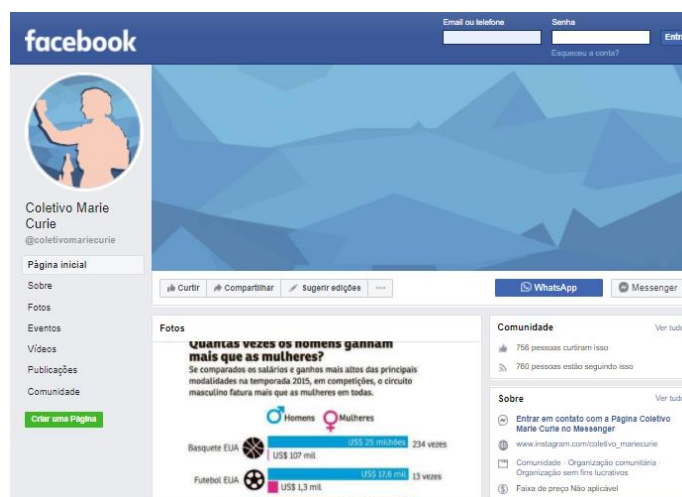 facebook
Email ou telefone
Senha
Entra
Esqueceu a conta?
Coletivo Marie
Curie
@coletivomariecurie
Página inicial
Sobre
Fotos
Eventos
Vídeos
Publicações
Comunidade
Criar uma Página
Curtir
Compartilhar
Sugerir edições
WhatsApp
Messenger
Fotos
Quantas vezes os homens ganham
mais que as mulheres?
Se comparados os salários e ganhos mais altos das principais
modalidades na temporada 2015, em competições, o circuito
masculino fatura mais que as mulheres em todas.
Homens Mulheres
Basquete EUA US$ 25 milhões 234 vezes
US$ 107 mil
Futebol EUA US$ 17,6 mil 13 vezes
US$ 1,3 mil
Comunidade Ver tudo
756 pessoas curtiram isso
760 pessoas estão seguindo isso
Sobre Ver tudo
Entrar em contato com a Página Coletivo
Marie Curie no Messenger
www.instagram.com/coletivo_mariecurie
Comunidade · Organização comunitária ·
Organização sem fins lucrativos
Faixa de preço Não aplicável